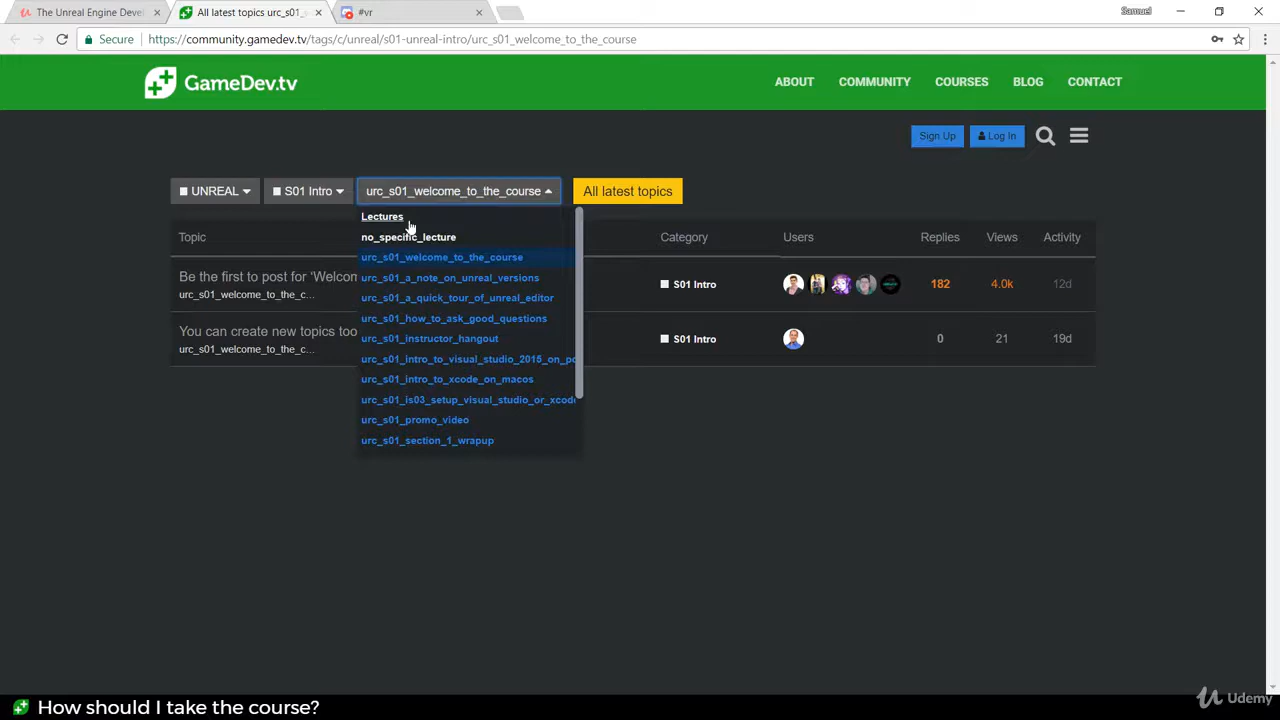 The Unreal Engine Devel
All latest topics urc_s01_
#vr
Samuel
Secure
https://community.gamedev.tv/tags/c/unreal/s01-unreal-intro/urc_s01_welcome_to_the_course
GameDev.tv
ABOUT
COMMUNITY
COURSES
BLOG
CONTACT
Sign Up
Log In
UNREAL
S01 Intro
urc_s01_welcome_to_the_course
All latest topics
Lectures
no_specific_lecture
urc_s01_welcome_to_the_course
urc_s01_a_note_on_unreal_versions
urc_s01_a_quick_tour_of_unreal_editor
urc_s01_how_to_ask_good_questions
urc_s01_instructor_hangout
urc_s01_intro_to_visual_studio_2015_on_pc
urc_s01_intro_to_xcode_on_macos
urc_s01_ls03_setup_visual_studio_or_xcode
urc_s01_promo_video
urc_s01_section_1_wrapup
Topic
Category
Users
Replies
Views
Activity
Be the first to post for 'Welcom
urc_s01_welcome_to_the_c...
S01 Intro
182
4.0k
12d
You can create new topics too
urc_s01_welcome_to_the_c...
S01 Intro
0
21
19d
How should I take the course?
Udemy